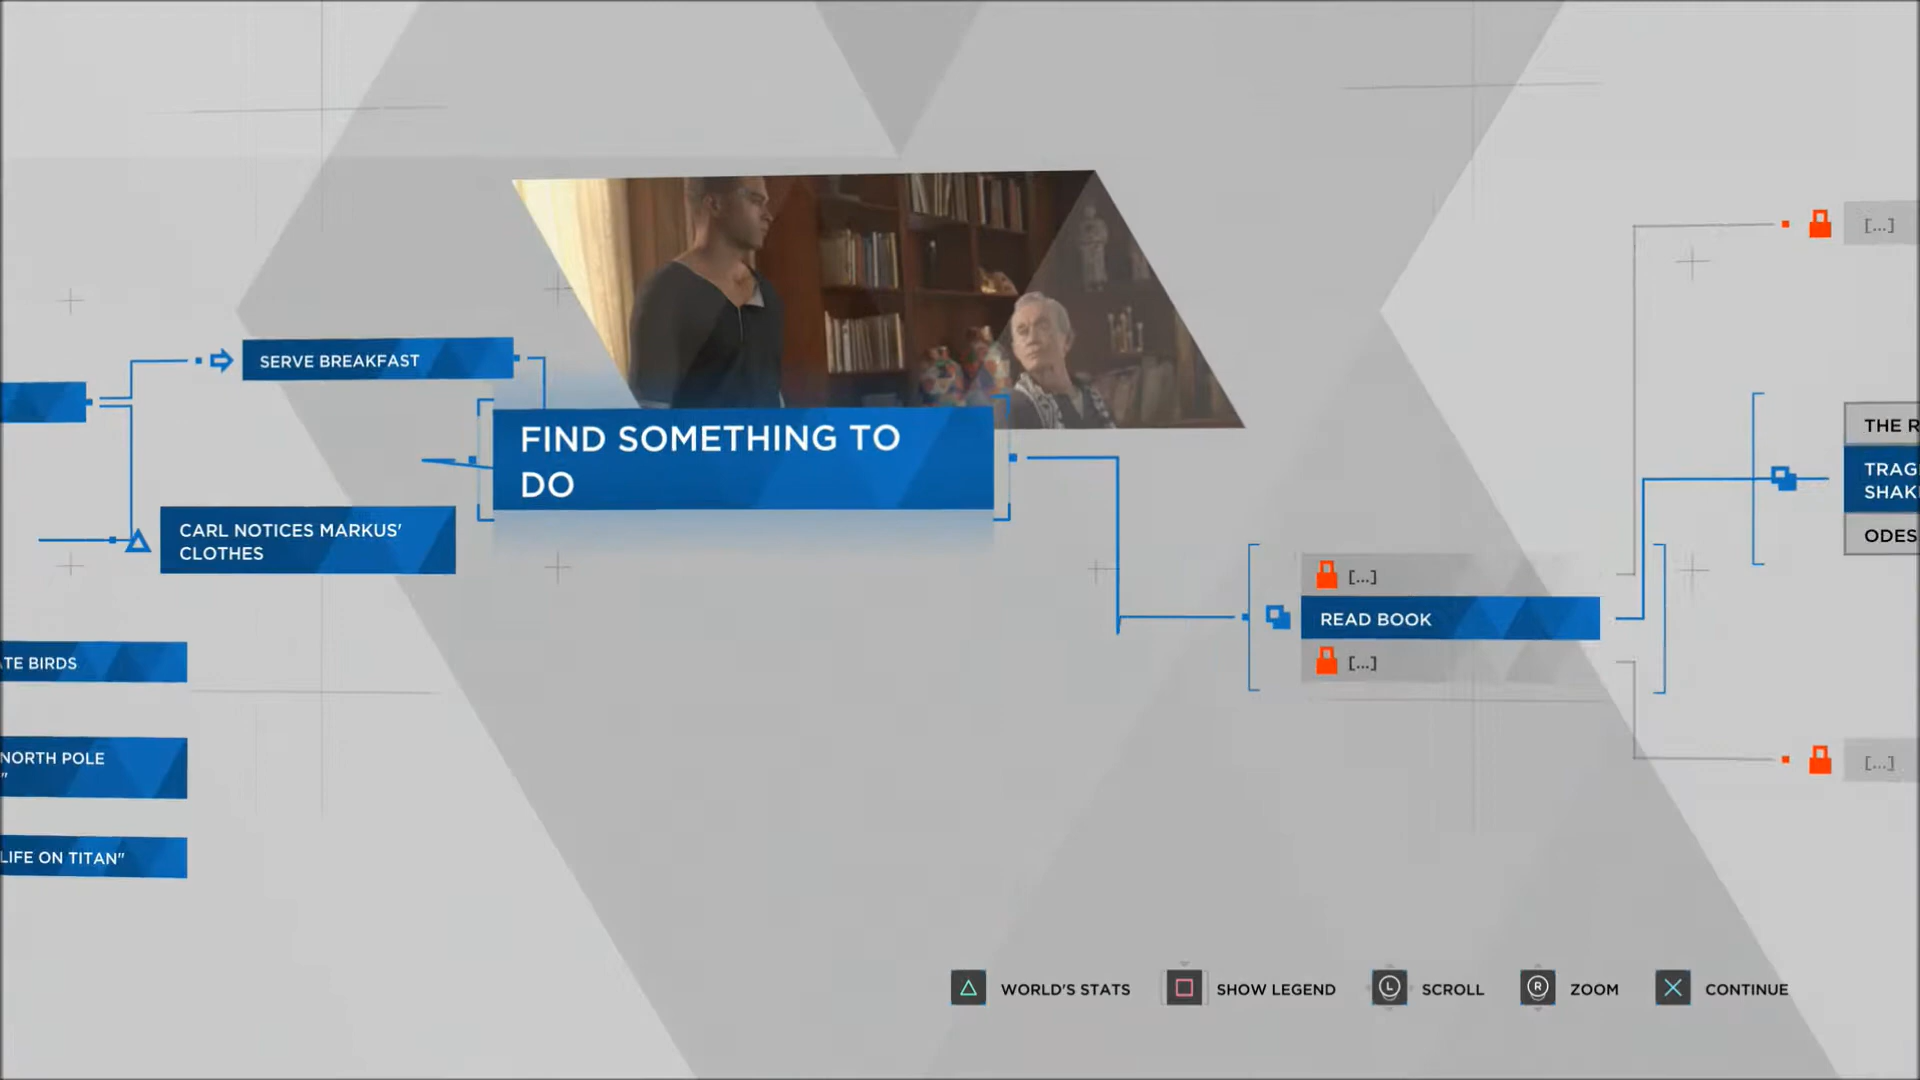 SERVE BREAKFAST
FIND SOMETHING TO
DO
CARL NOTICES MARKUS'
CLOTHES
TE BIRDS
NORTH POLE
"
LIFE ON TITAN"
[...]
READ BOOK
[...]
[...]
THE R
TRAG
SHAK
ODES
[...]
WORLD'S STATS
SHOW LEGEND
L
SCROLL
R
ZOOM
CONTINUE